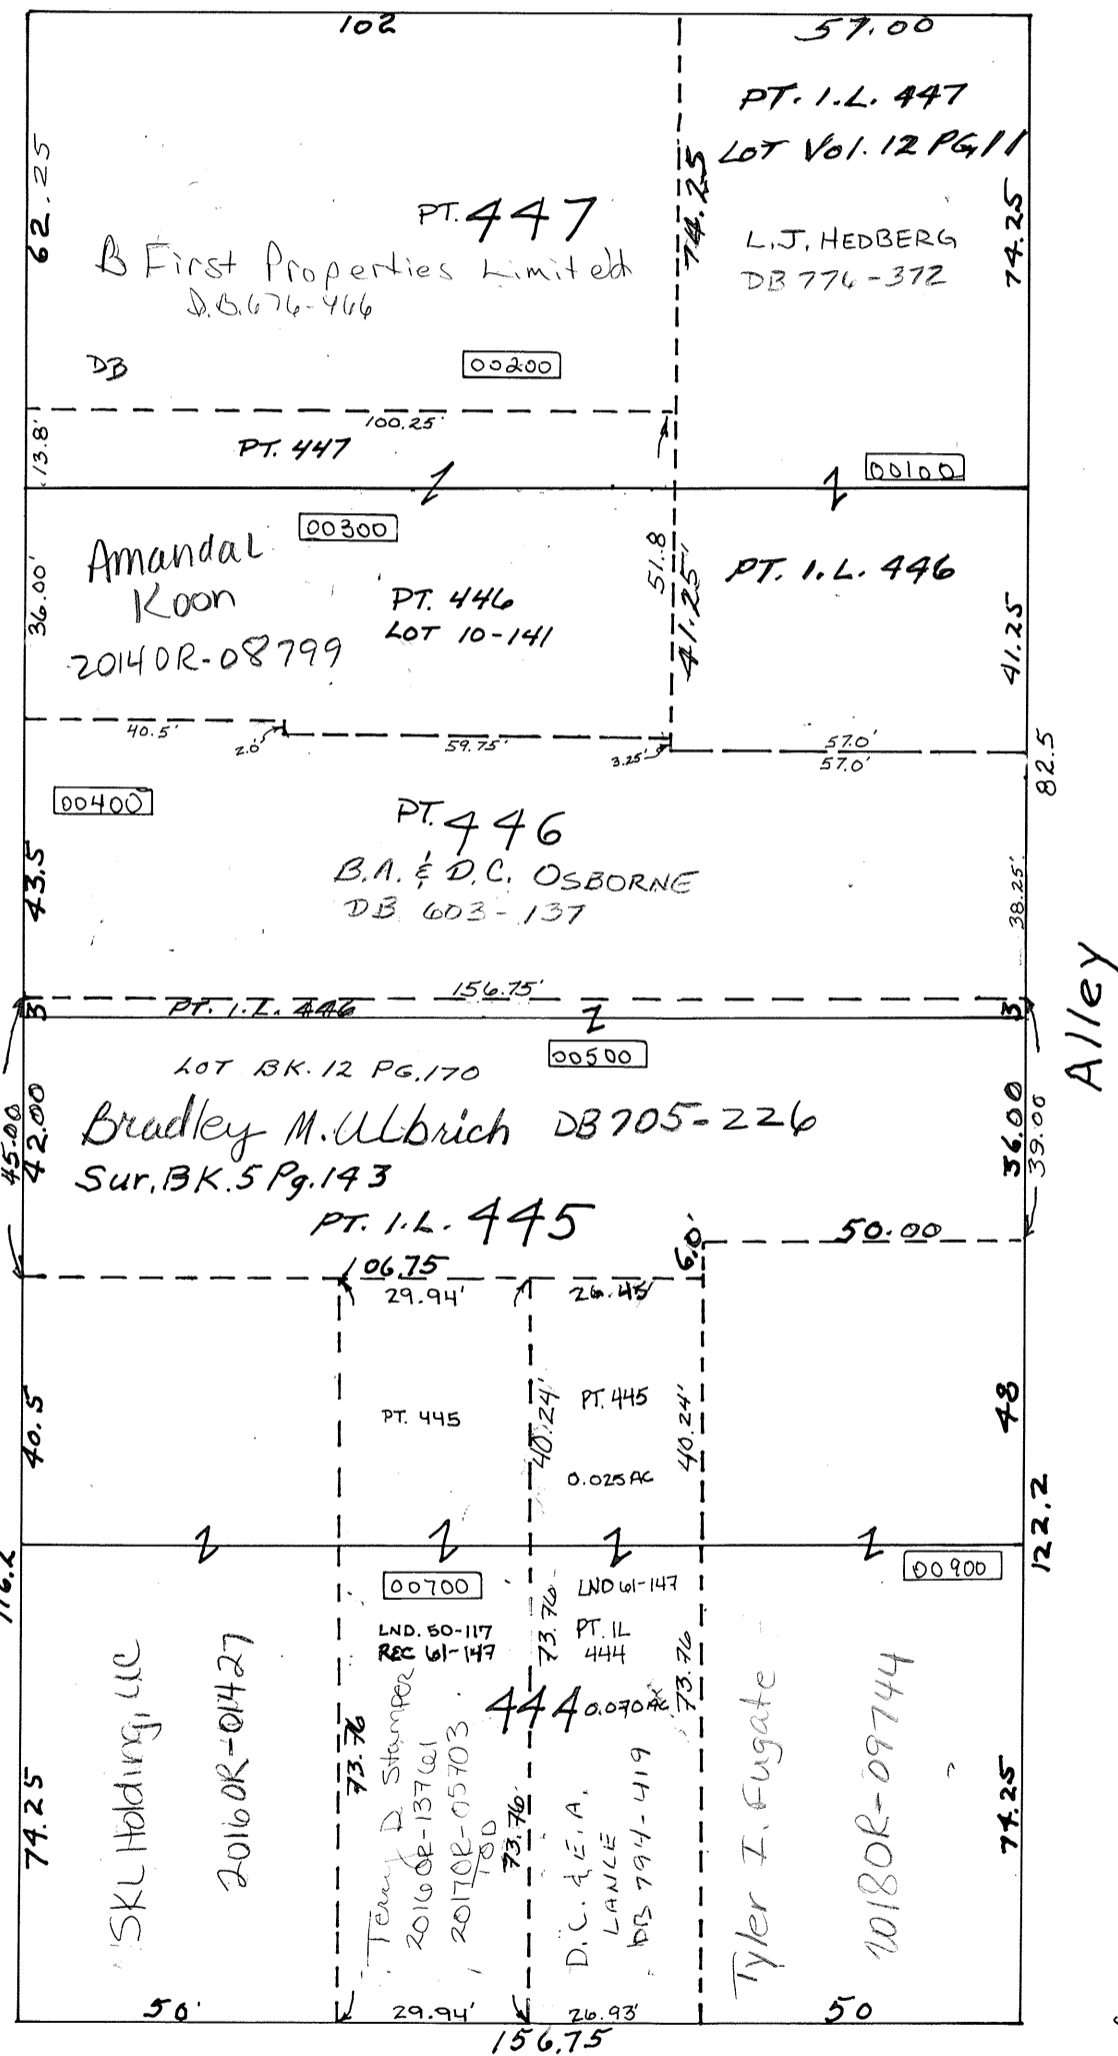 102
57.00
PT. I.L. 447
LOT Vol. 12 PG, 11
62.25
74.25
74.25
PT. 447
B First Properties Limited
D.B. 676-466
L.J. HEDBERG
DB 776-372
DB
00200
100.25'
13.8'
PT. 447
00100
00300
Amanda L
Koon
2014OR-08799
36.00'
PT. 446
LOT 10-141
51.8
41.25'
PT. I.L. 446
41.25
40.5'
2.0'
59.75'
3.25'
57.0'
57.0'
82.5
00400
PT. 446
B.A. & D.C. OSBORNE
DB 603-137
43.5
38.25'
Alley
156.75'
3
PT. I.L. 446
3
00500
LOT BK. 12 PG. 170
Bradley M. Ulbrich DB 705-226
Sur. BK. 5 Pg. 143
PT. I.L. 445
45.00
42.00
36.00
39.00
106.75
6.0'
50.00
29.94'
26.45'
40.5
PT. 445
40.24'
PT. 445
0.025 AC
40.24'
48
116.2
122.2
00700
00900
LND. 50-117
REC 61-147
LND 61-147
PT. IL
444
73.76
73.76
444
0.070 AC
SKL Holding, LLC
2016OR-01427
74.25
73.76
Terry D Stamper
2016OR-13761
2017OR-05703
TOD
73.76
D.C. & E.A.
LANCE
DB 794-419
Tyler I. Fugate
2018OR-09744
74.25
50'
29.94'
26.93'
50
156.75